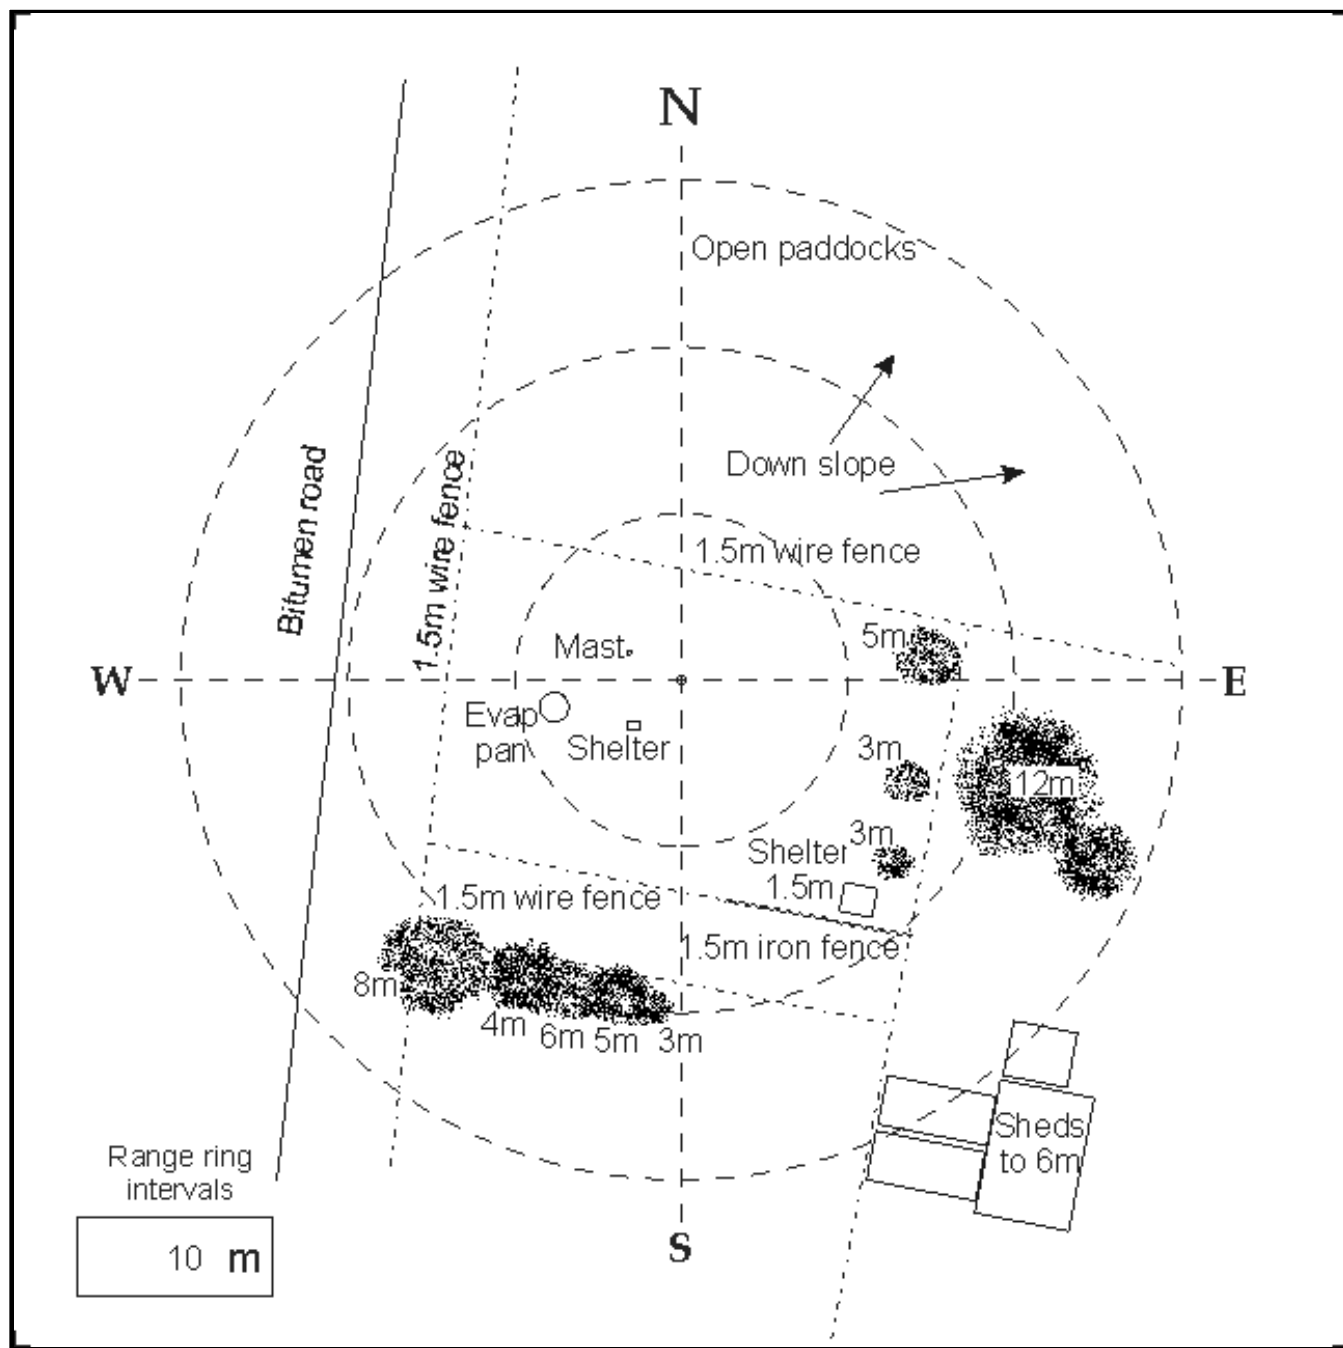 N
Open paddocks
Down slope
Bitumen road
1.5m wire fence
1.5m wire fence
5m
Mast
W
E
Evap
pan
Shelter
3m
12m
3m
Shelter
1.5m
1.5m wire fence
1.5m iron fence
8m
4m
6m
5m
3m
Sheds
to 6m
Range ring
intervals
10 m
S